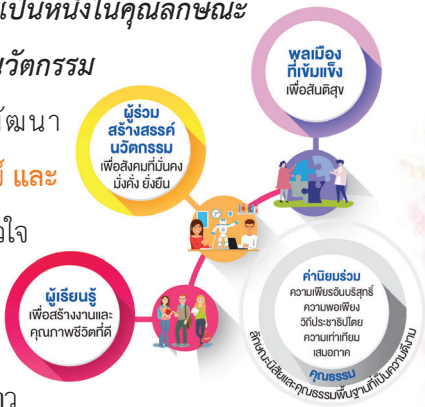 เป็นหนึ่งในคุณลักษณะ
นวัตกรรม
พัฒนา
และ
พลเมือง
ที่เข้มแข็ง
เพื่อสันติสุข
ผู้ร่วม
สร้างสรรค์
นวัตกรรม
เพื่อสังคมที่มั่นคง
มั่งคั่ง ยั่งยืน
ผู้เรียนรู้
เพื่อสร้างงานและ
คุณภาพชีวิตที่ดี
ค่านิยมร่วม
ความเพียรอันบริสุทธิ์
ความพอเพียง
วิถีประชาธิปไตย
ความเท่าเทียม
เสมอภาค
คุณธรรม
ลักษณะนิสัยและคุณธรรมพื้นฐานที่เป็นความดีงาม